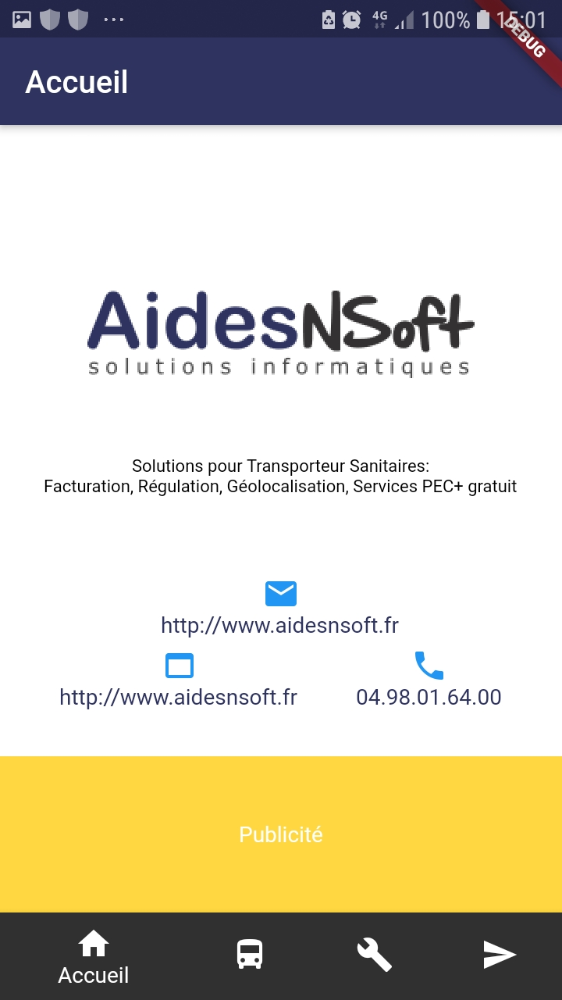 4G 100% 15:01
DEBUG
Accueil
AidesNSoft
solutions informatiques
Solutions pour Transporteur Sanitaires:
Facturation, Régulation, Géolocalisation, Services PEC+ gratuit
http://www.aidesnsoft.fr
http://www.aidesnsoft.fr 04.98.01.64.00
Publicité
Accueil